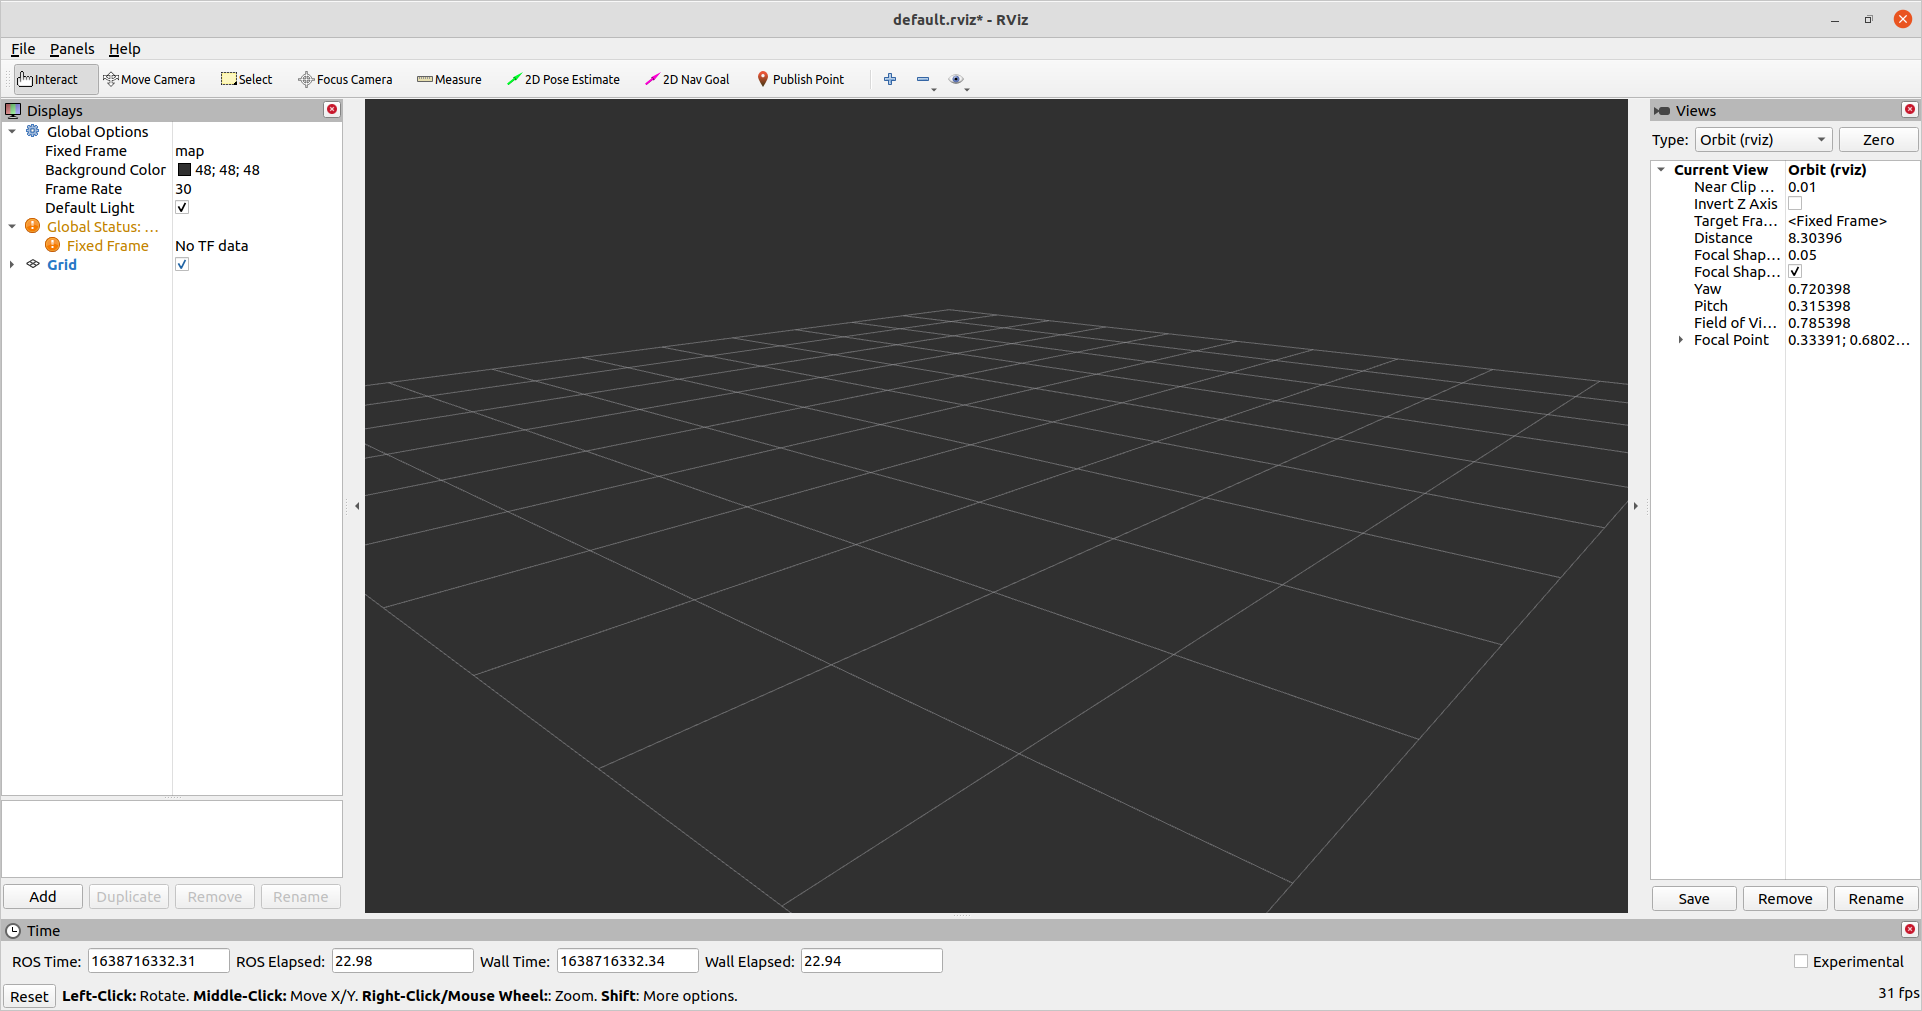 default.rviz* - RViz
File Panels Help
Interact Move Camera Select Focus Camera Measure 2D Pose Estimate 2D Nav Goal Publish Point
Displays
Global Options
Fixed Frame map
Background Color 48; 48; 48
Frame Rate 30
Default Light
Global Status: ...
Fixed Frame No TF data
Grid
Add Duplicate Remove Rename
Views
Type: Orbit (rviz) Zero
Current View Orbit (rviz)
Near Clip ... 0.01
Invert Z Axis
Target Fra... <Fixed Frame>
Distance 8.30396
Focal Shap... 0.05
Focal Shap...
Yaw 0.720398
Pitch 0.315398
Field of Vi... 0.785398
Focal Point 0.33391; 0.6802...
Save Remove Rename
Time
ROS Time: 1638716332.31 ROS Elapsed: 22.98 Wall Time: 1638716332.34 Wall Elapsed: 22.94 Experimental
Reset Left-Click: Rotate. Middle-Click: Move X/Y. Right-Click/Mouse Wheel:: Zoom. Shift: More options. 31 fps